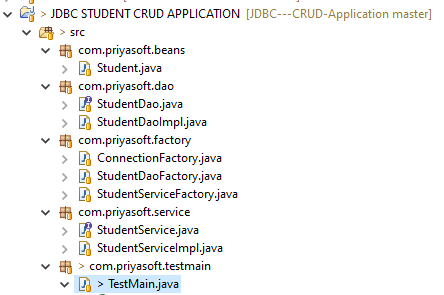 > JDBC STUDENT CRUD APPLICATION [JDBC---CRUD-Application master]
> src
com.priyasoft.beans
Student.java
com.priyasoft.dao
StudentDao.java
StudentDaoImpl.java
com.priyasoft.factory
ConnectionFactory.java
StudentDaoFactory.java
StudentServiceFactory.java
com.priyasoft.service
StudentService.java
StudentServiceImpl.java
> com.priyasoft.testmain
> TestMain.java